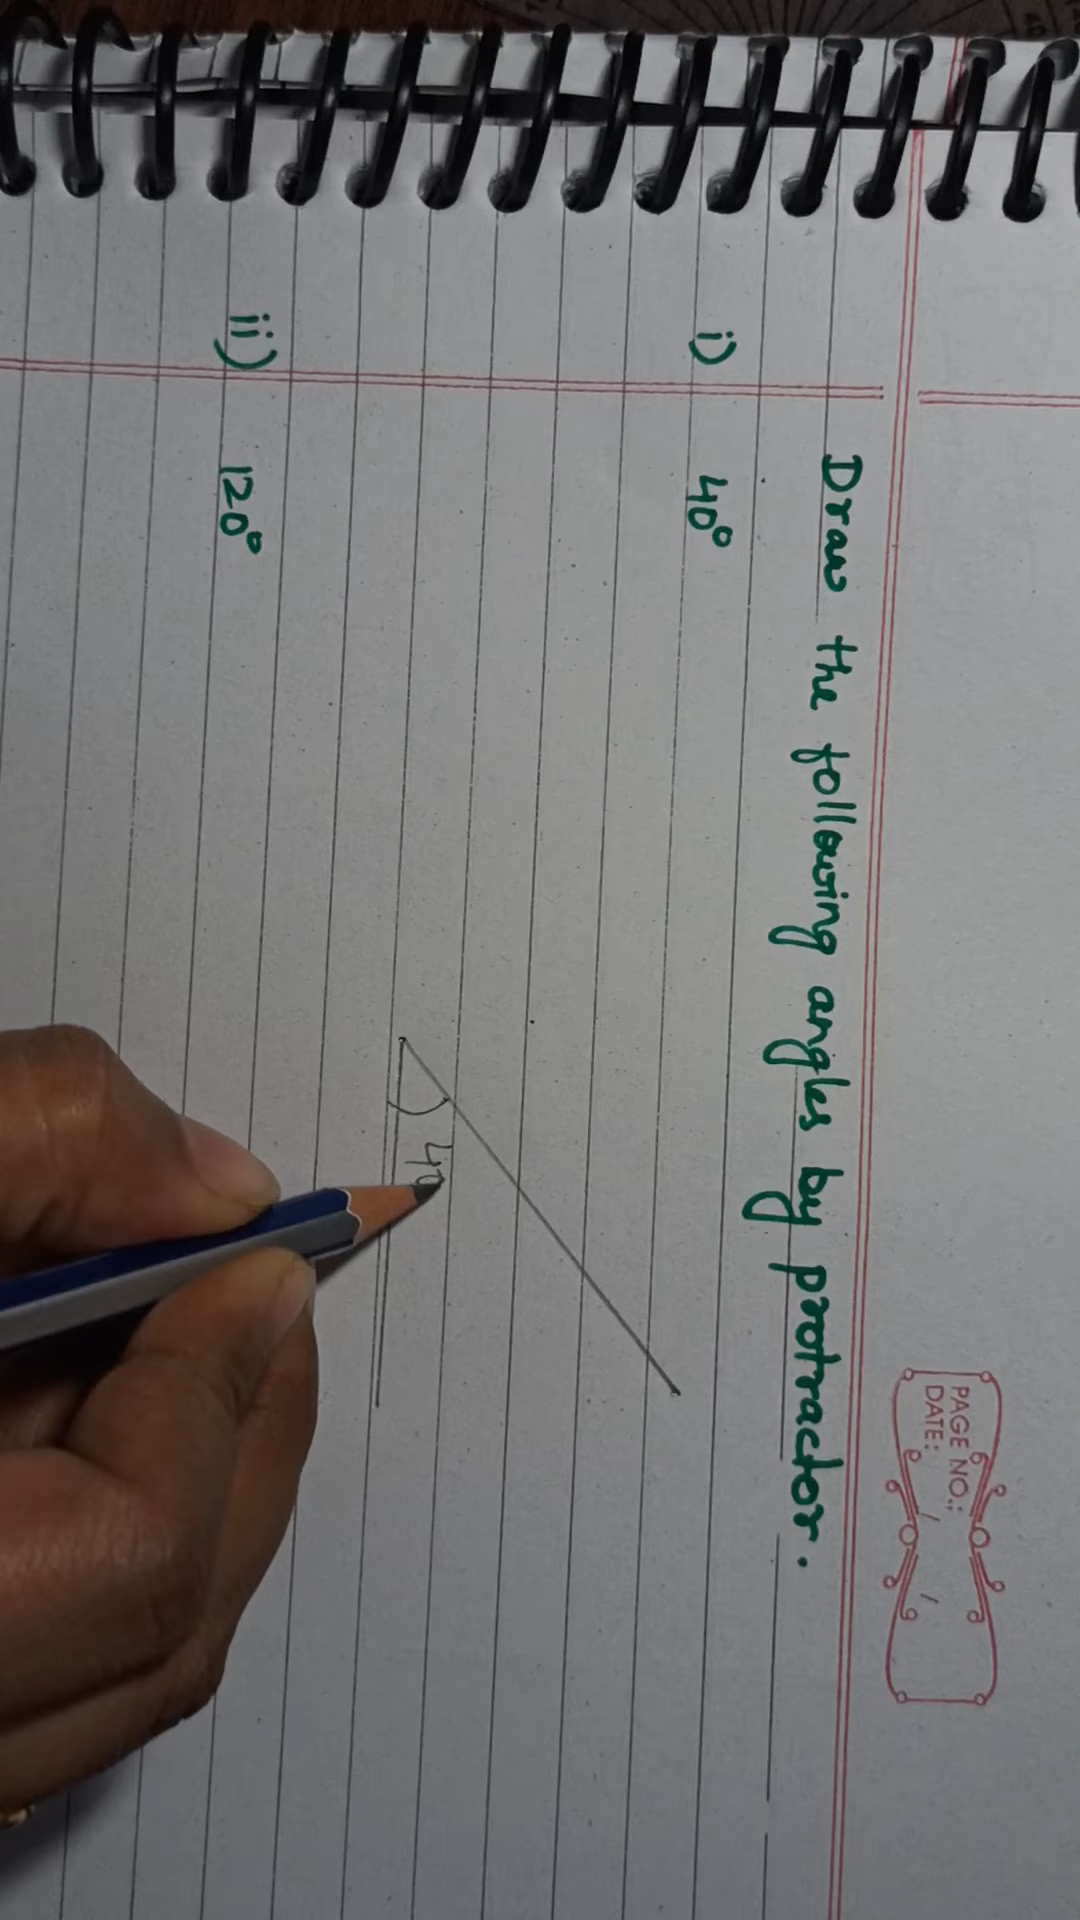 PAGE NO.:
DATE: / /
Draw the following angles by protractor.
i) 40°
40
ii) 120°